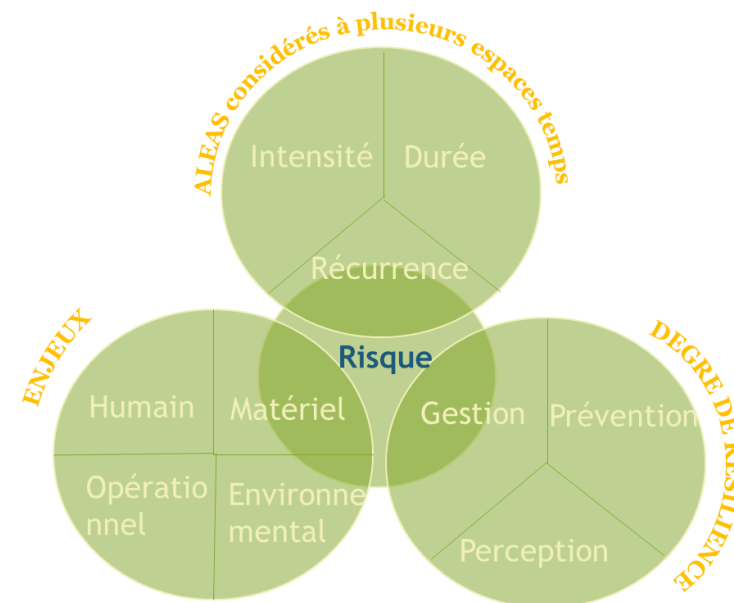 ALEAS considérés à plusieurs espaces temps
Intensité
Durée
Récurrence
Risque
ENJEUX
Humain
Matériel
Opératio
nnel
Environne
mental
DEGRE DE RESILIENCE
Gestion
Prévention
Perception